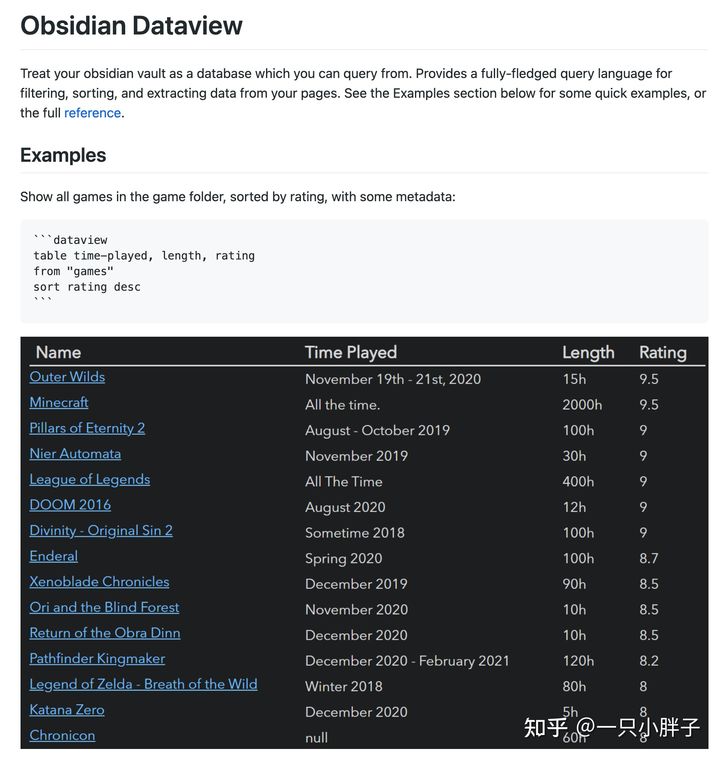 Obsidian Dataview
Treat your obsidian vault as a database which you can query from. Provides a fully-fledged query language for
filtering, sorting, and extracting data from your pages. See the Examples section below for some quick examples, or
the full reference.
Examples
Show all games in the game folder, sorted by rating, with some metadata:
```dataview
table time-played, length, rating
from "games"
sort rating desc
```
Name Time Played Length Rating
Outer Wilds November 19th - 21st, 2020 15h 9.5
Minecraft All the time. 2000h 9.5
Pillars of Eternity 2 August - October 2019 100h 9
Nier Automata November 2019 30h 9
League of Legends All The Time 400h 9
DOOM 2016 August 2020 12h 9
Divinity - Original Sin 2 Sometime 2018 100h 9
Enderal Spring 2020 100h 8.7
Xenoblade Chronicles December 2019 90h 8.5
Ori and the Blind Forest November 2020 10h 8.5
Return of the Obra Dinn December 2020 10h 8.5
Pathfinder Kingmaker December 2020 - February 2021 120h 8.2
Legend of Zelda - Breath of the Wild Winter 2018 80h 8
Katana Zero December 2020 5h 8
Chronicon null 60h 8
知乎 @一只小胖子